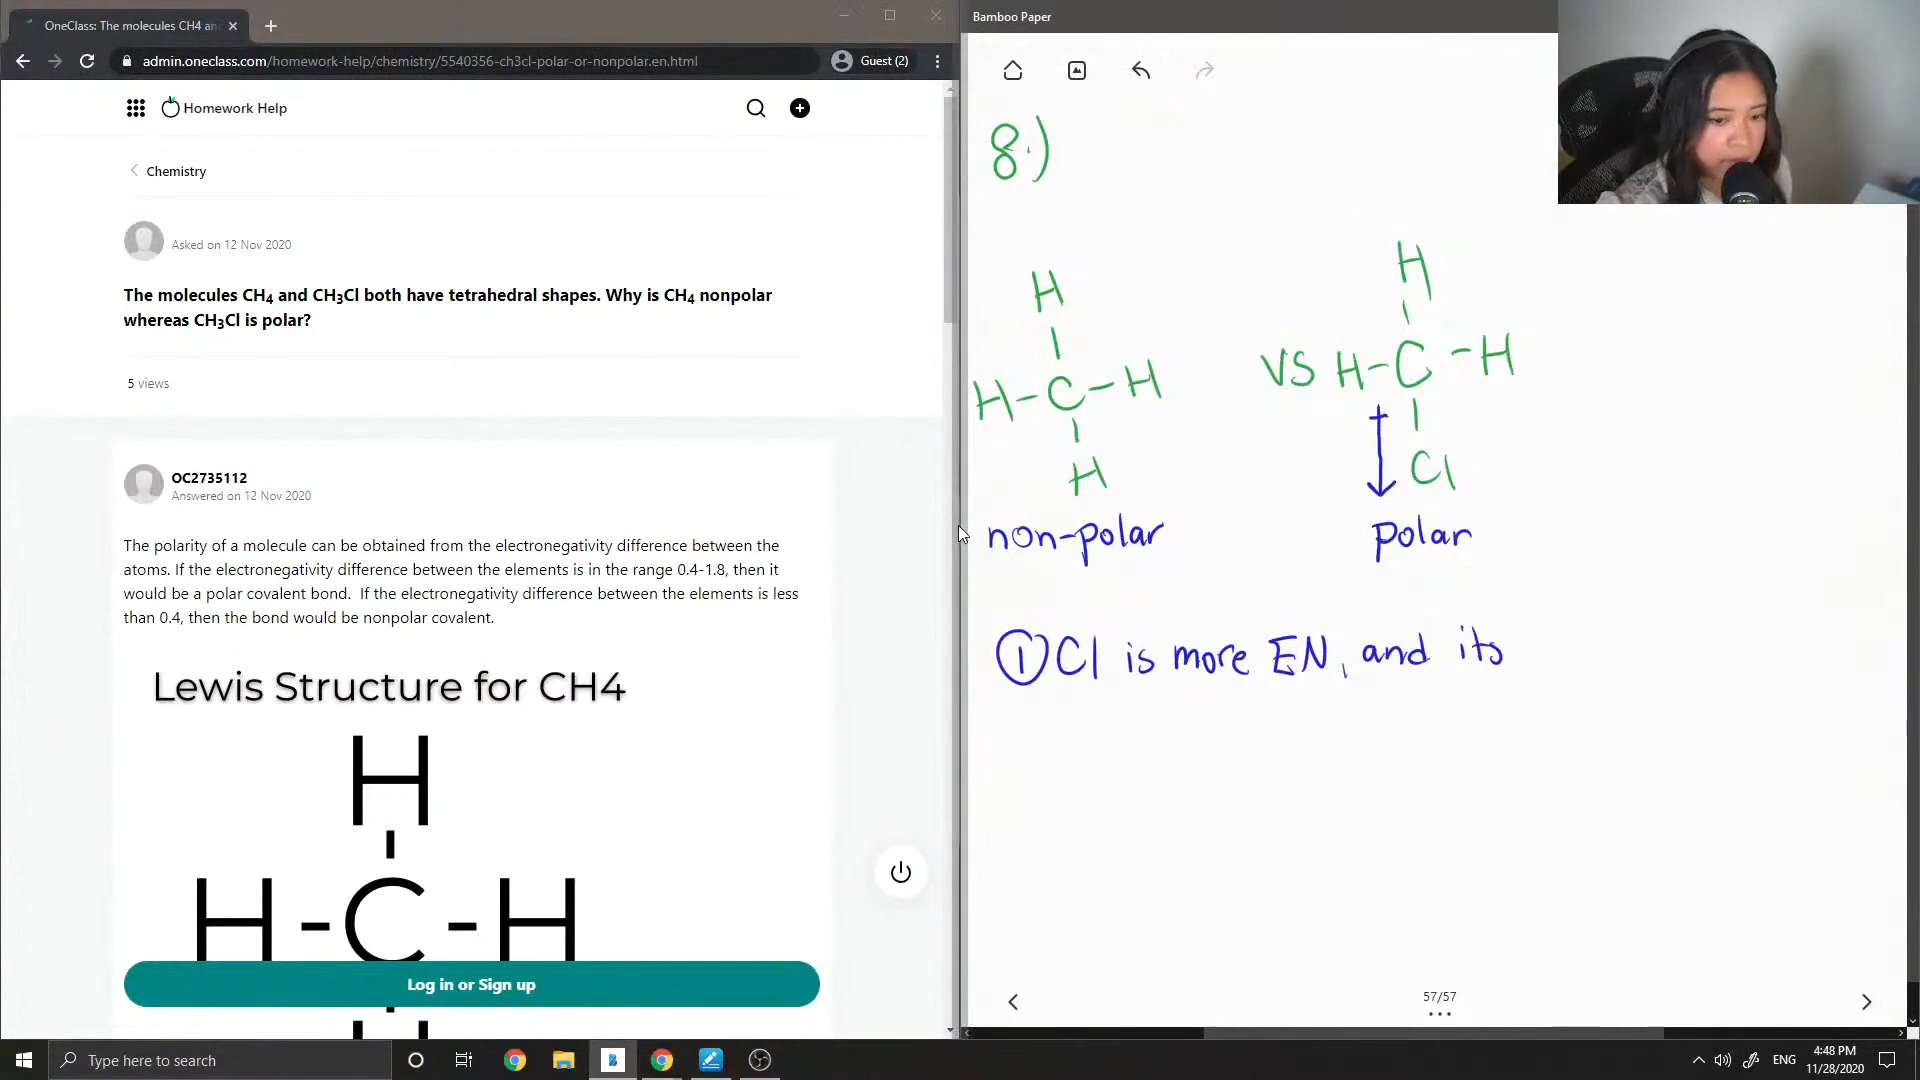 OneClass: The molecules CH4 an
Bamboo Paper
admin.oneclass.com/homework-help/chemistry/5540356-ch3cl-polar-or-nonpolar.en.html
Guest (2)
Homework Help
Chemistry
Asked on 12 Nov 2020
The molecules CH₄ and CH₃Cl both have tetrahedral shapes. Why is CH₄ nonpolar
whereas CH₃Cl is polar?
5 views
OC2735112
Answered on 12 Nov 2020
The polarity of a molecule can be obtained from the electronegativity difference between the
atoms. If the electronegativity difference between the elements is in the range 0.4-1.8, then it
would be a polar covalent bond. If the electronegativity difference between the elements is less
than 0.4, then the bond would be nonpolar covalent.
Lewis Structure for CH4
H
H-C-H
H
Log in or Sign up
8.)
H
H-C-H
H
non-polar
vs
H
H-C-H
Cl
polar
① Cl is more EN, and its
57/57
Type here to search
ENG
4:48 PM
11/28/2020